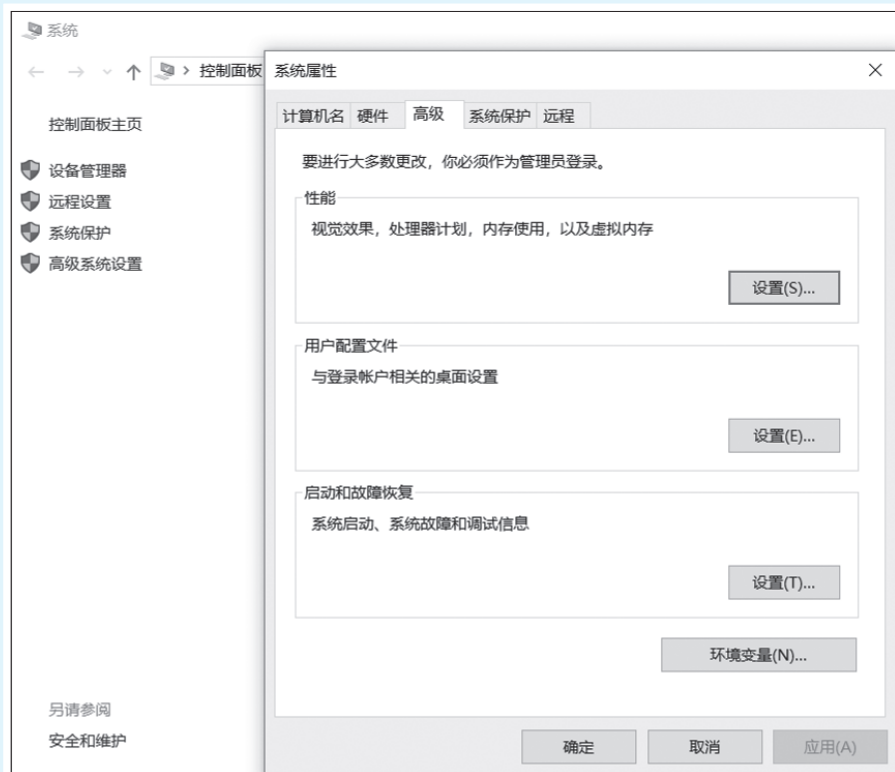 系统
控制面板
控制面板主页
设备管理器
远程设置
系统保护
高级系统设置
另请参阅
安全和维护
系统属性
计算机名 硬件 高级 系统保护 远程
要进行大多数更改，你必须作为管理员登录。
性能
视觉效果，处理器计划，内存使用，以及虚拟内存
设置(S)...
用户配置文件
与登录帐户相关的桌面设置
设置(E)...
启动和故障恢复
系统启动、系统故障和调试信息
设置(T)...
环境变量(N)...
确定 取消 应用(A)